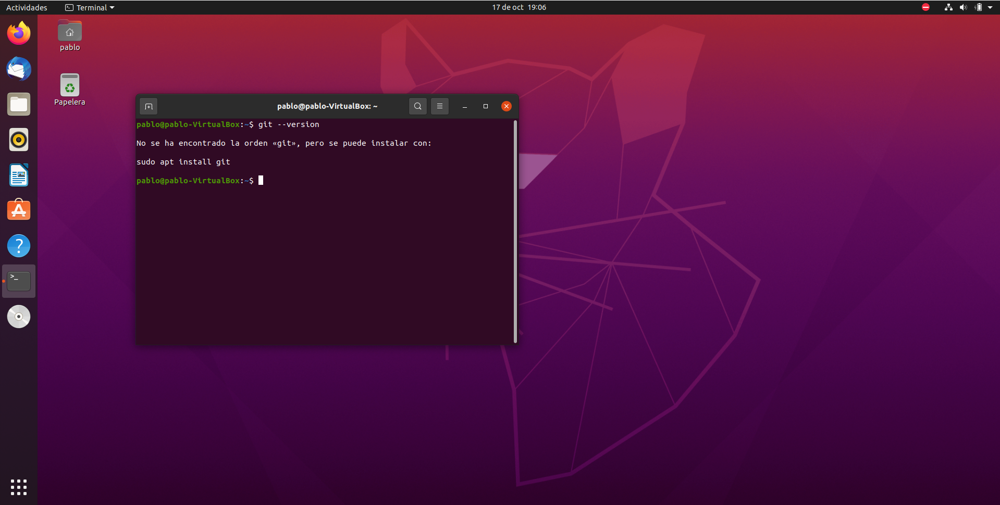 Actividades
Terminal
17 de oct 19:06
pablo
Papelera
pablo@pablo-VirtualBox: ~
pablo@pablo-VirtualBox:~$ git --version
No se ha encontrado la orden «git», pero se puede instalar con:
sudo apt install git
pablo@pablo-VirtualBox:~$